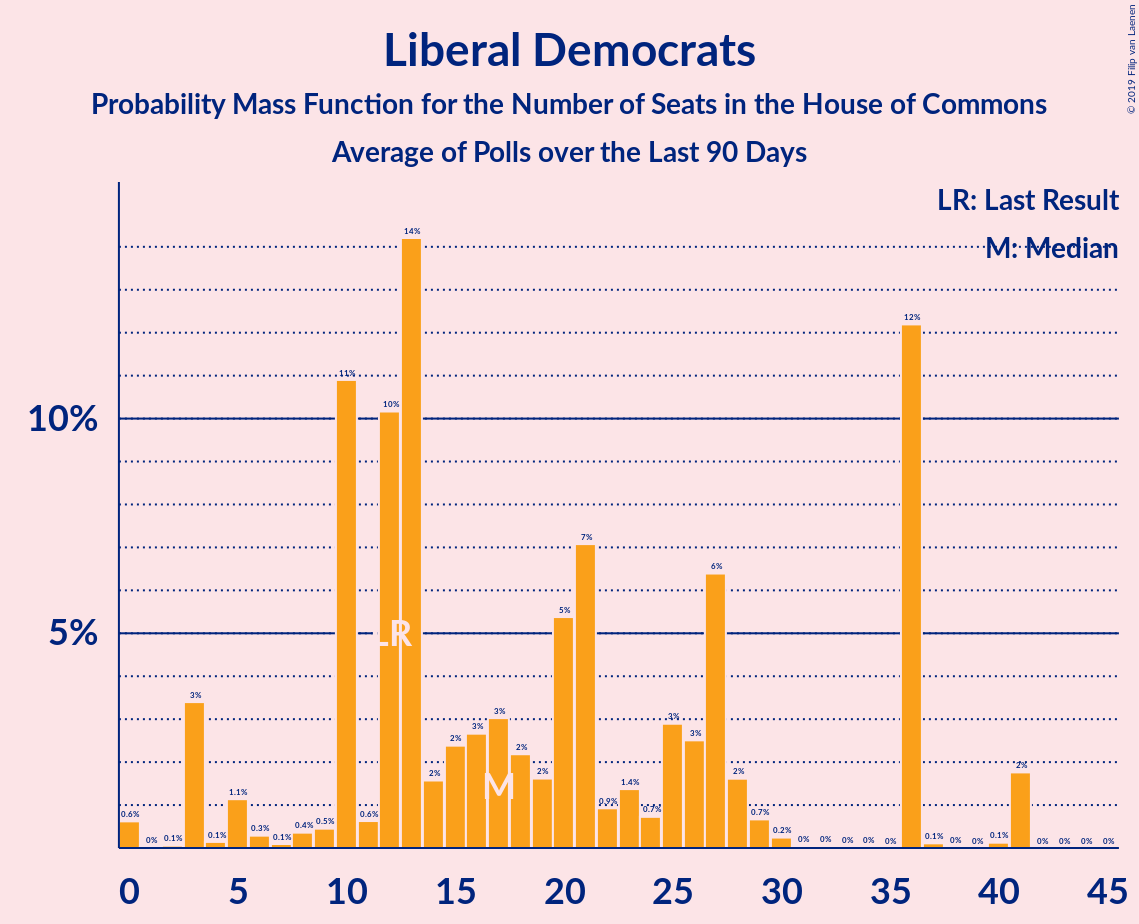 Liberal Democrats
Probability Mass Function for the Number of Seats in the House of Commons
Average of Polls over the Last 90 Days
© 2019 Filip van Laenen
LR: Last Result
M: Median
10%
5%
0.6% 0% 0.1% 3% 0.1% 1.1% 0.3% 0.1% 0.4% 0.5% 11% 0.6% 10% 14% 2% 2% 3% 3% 2% 2% 5% 7% 0.9% 1.4% 0.7% 3% 3% 6% 2% 0.7% 0.2% 0% 0% 0% 0% 0% 12% 0.1% 0% 0% 0.1% 2% 0% 0% 0% 0%
LR
M
0 5 10 15 20 25 30 35 40 45